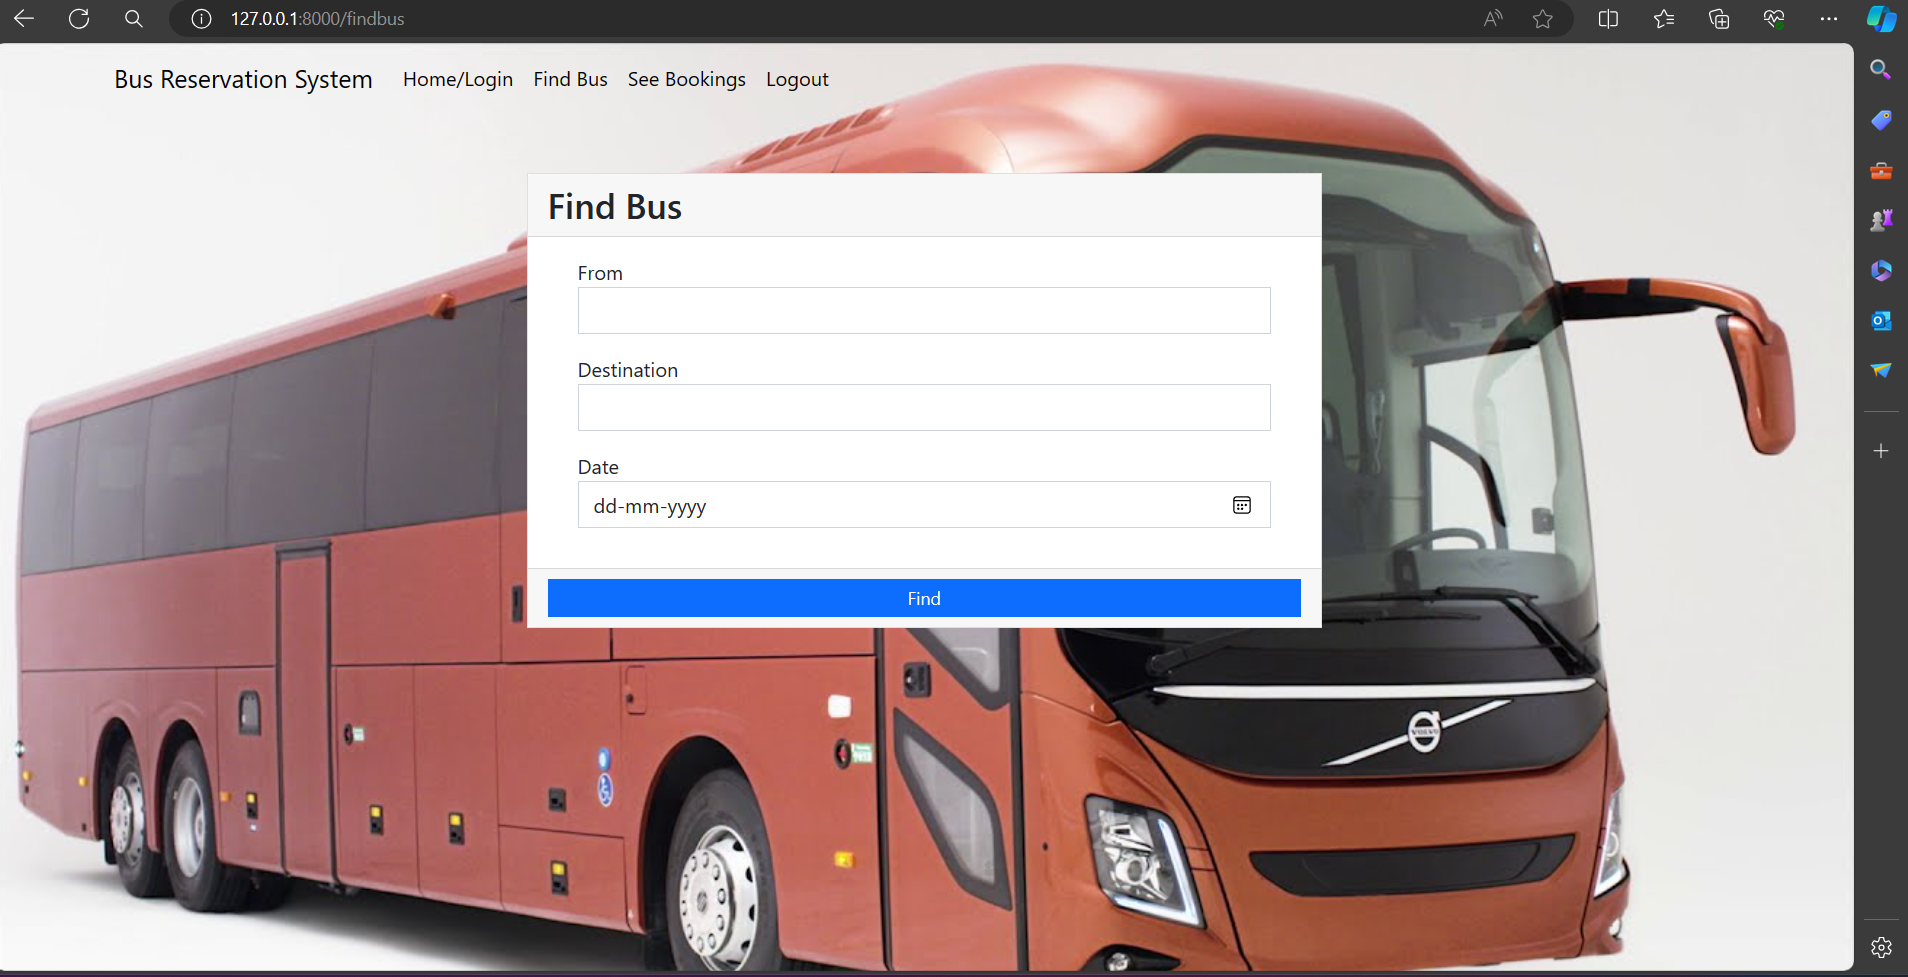 127.0.0.1:8000/findbus
Bus Reservation System Home/Login Find Bus See Bookings Logout
Find Bus
From
Destination
Date
dd-mm-yyyy
Find
VOLVO